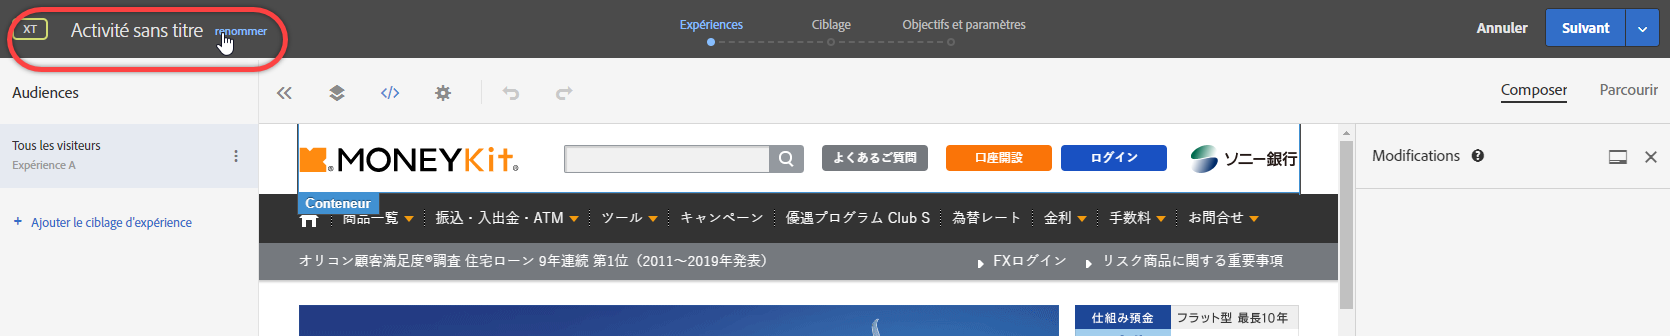 XT Activité sans titre renommer
Expériences Ciblage Objectifs et paramètres
Annuler Suivant
Audiences
Composer Parcourir
Tous les visiteurs
Expérience A
Ajouter le ciblage d'expérience
MONEYKit
よくあるご質問 口座開設 ログイン ソニー銀行
Modifications
Conteneur
商品一覧 振込・入出金・ATM ツール キャンペーン 優遇プログラム Club S 為替レート 金利 手数料 お問合せ
オリコン顧客満足度®調査 住宅ローン 9年連続 第1位（2011～2019年発表） FXログイン リスク商品に関する重要事項
仕組み預金 フラット型 最長10年